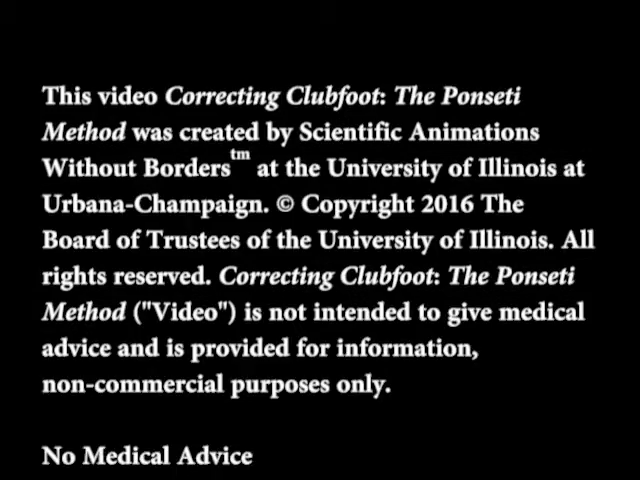 This video Correcting Clubfoot: The Ponseti
Method was created by Scientific Animations
Without Borders™ at the University of Illinois at
Urbana-Champaign. © Copyright 2016 The
Board of Trustees of the University of Illinois. All
rights reserved. Correcting Clubfoot: The Ponseti
Method ("Video") is not intended to give medical
advice and is provided for information,
non-commercial purposes only.
No Medical Advice